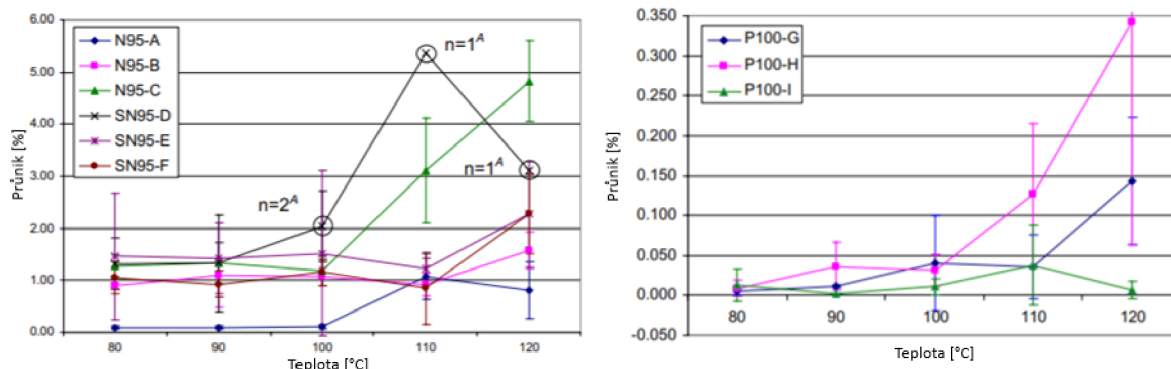 6.00
5.00
4.00
3.00
2.00
1.00
0.00
Průnik [%]
N95-A
N95-B
N95-C
SN95-D
SN95-E
SN95-F
n=1ᴬ
n=1ᴬ
n=2ᴬ
80 90 100 110 120
Teplota [°C]
0.350
0.300
0.250
0.200
0.150
0.100
0.050
0.000
-0.050
Průnik [%]
P100-G
P100-H
P100-I
80 90 100 110 120
Teplota [°C]